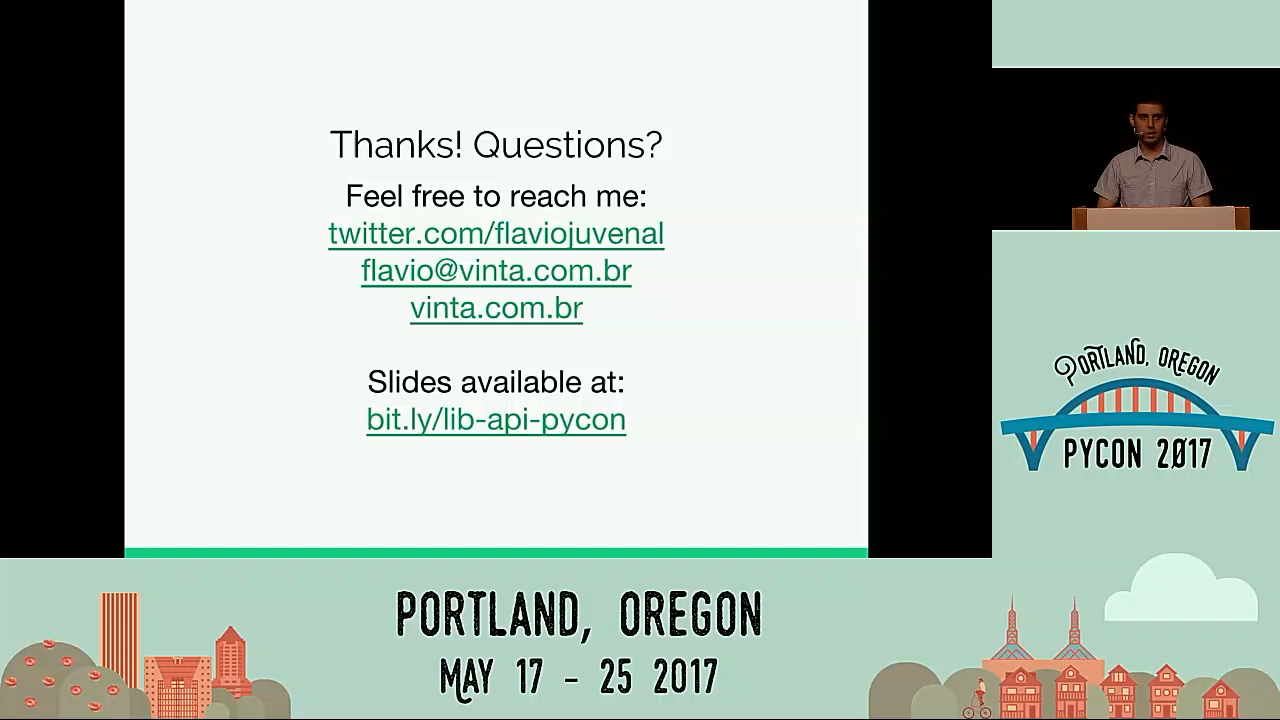 Thanks! Questions?
Feel free to reach me:
twitter.com/flaviojuvenal
flavio@vinta.com.br
vinta.com.br
Slides available at:
bit.ly/lib-api-pycon
PORTLAND, OREGON
PYCON 2017
PORTLAND, OREGON
MAY 17 - 25 2017